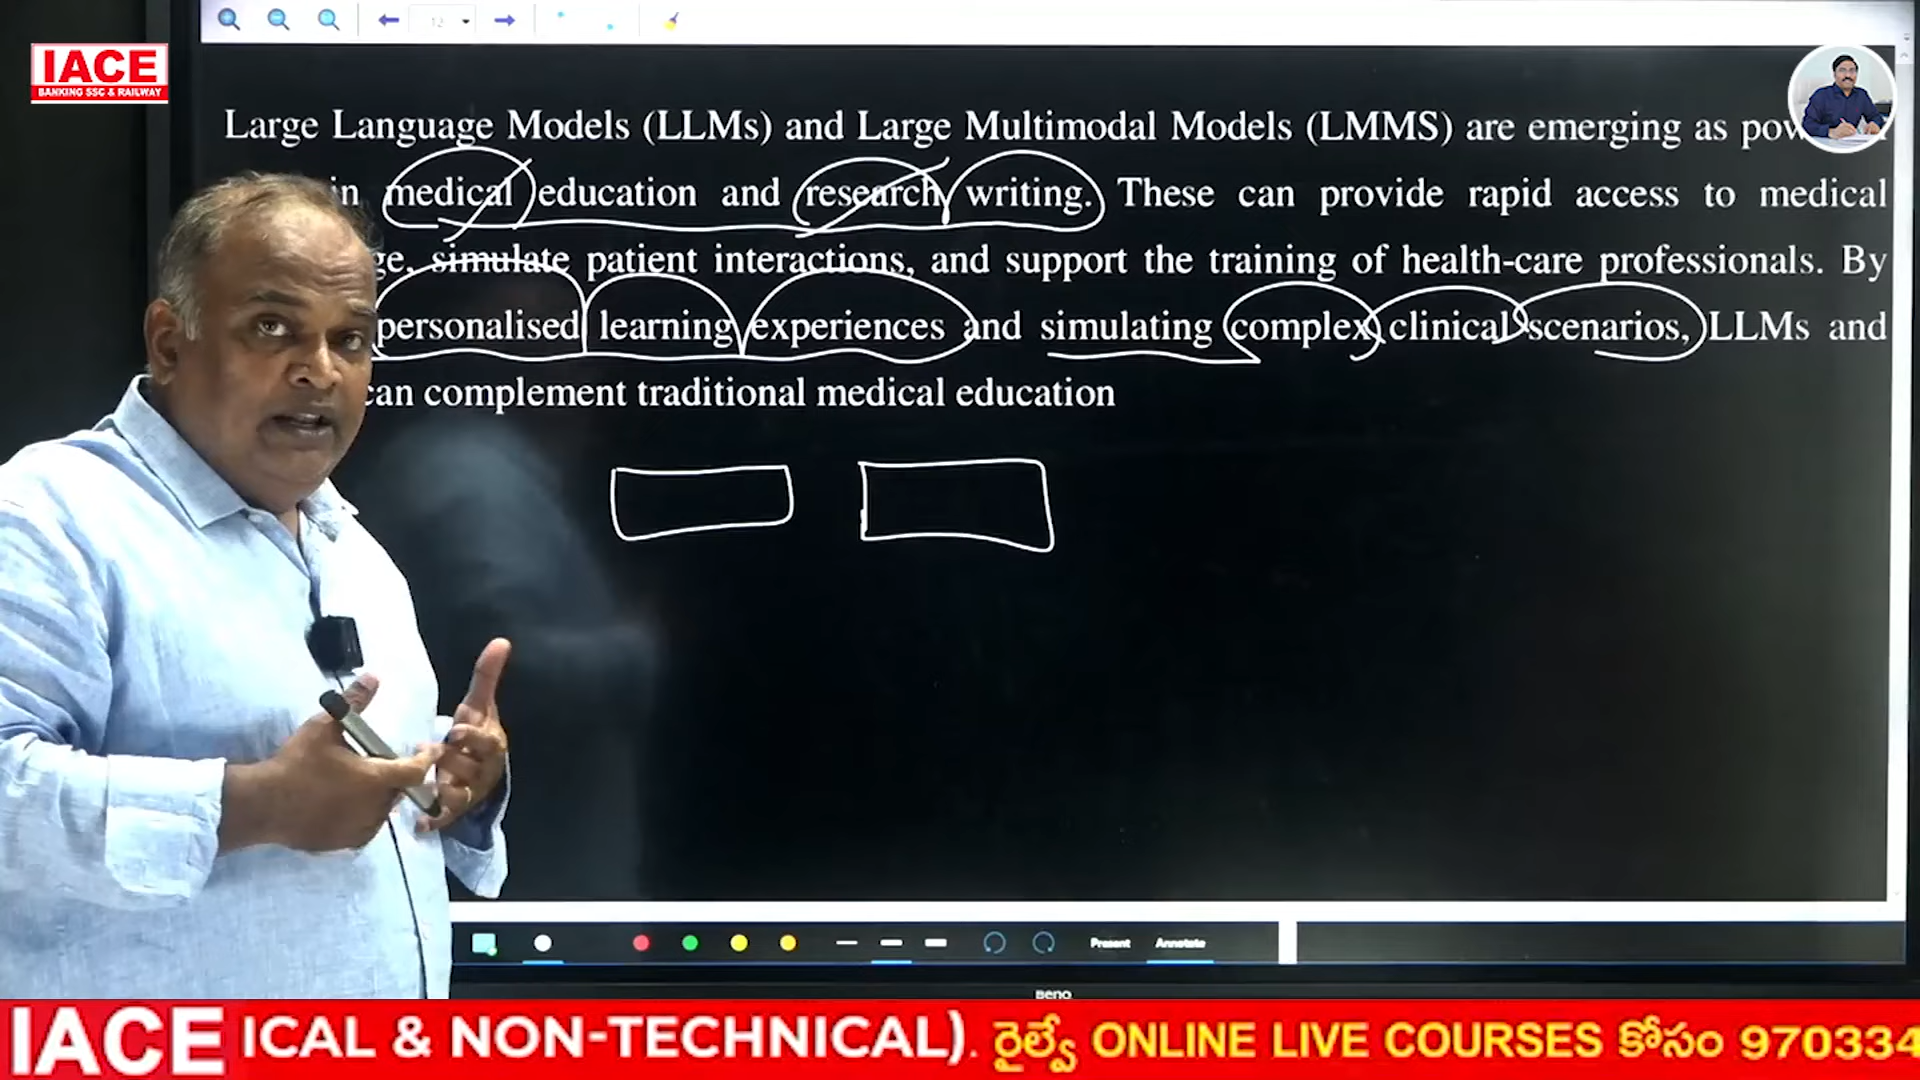 IACE
BANKING SSC & RAILWAY
12
Large Language Models (LLMs) and Large Multimodal Models (LMMS) are emerging as
in medical education and research writing. These can provide rapid access to medical
simulate patient interactions, and support the training of health-care professionals. By
personalised learning experiences and simulating complex clinical scenarios, LLMs and
can complement traditional medical education
Present Annotate
BenQ
IACE ICAL & NON-TECHNICAL). రైల్వే ONLINE LIVE COURSES కోసం 970334